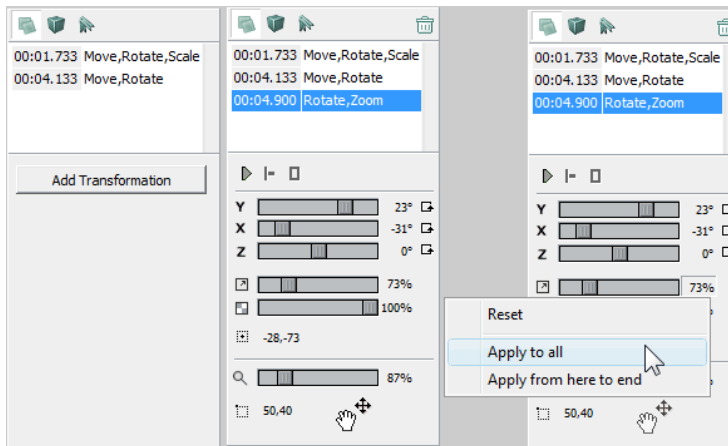 00:01.733 Move,Rotate,Scale
00:04.133 Move,Rotate
Add Transformation
00:01.733 Move,Rotate,Scale
00:04.133 Move,Rotate
00:04.900 Rotate,Zoom
Y 23°
X -31°
Z 0°
73%
100%
-28,-73
87%
50,40
00:01.733 Move,Rotate,Scale
00:04.133 Move,Rotate
00:04.900 Rotate,Zoom
Y 23°
X -31°
Z 0°
73%
Reset
Apply to all
Apply from here to end
50,40